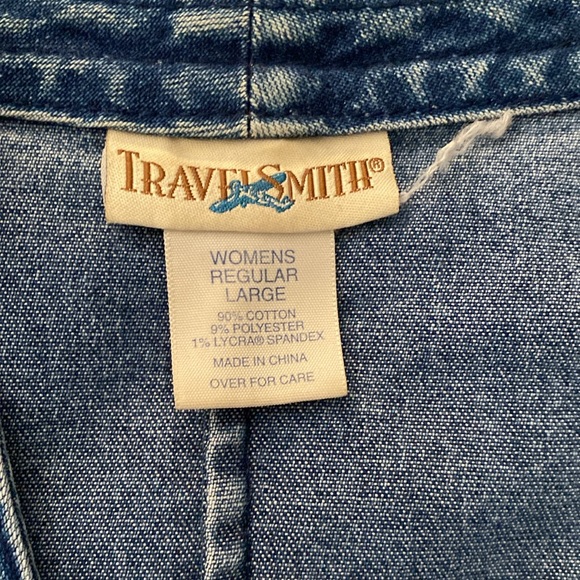 TRAVELSMITH®
WOMENS
REGULAR
LARGE
90% COTTON
9% POLYESTER
1% LYCRA® SPANDEX
MADE IN CHINA
OVER FOR CARE